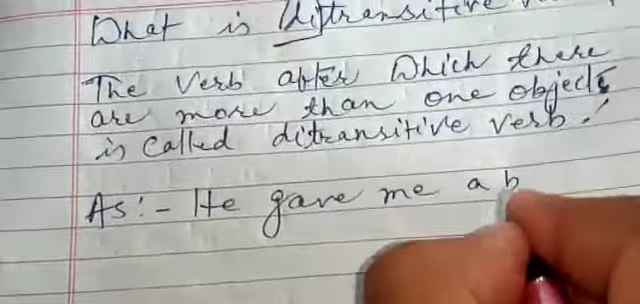 What is Ditransitive
The Verb after Which there
are more than one objects
is called ditransitive verb.
As:- He gave me a b